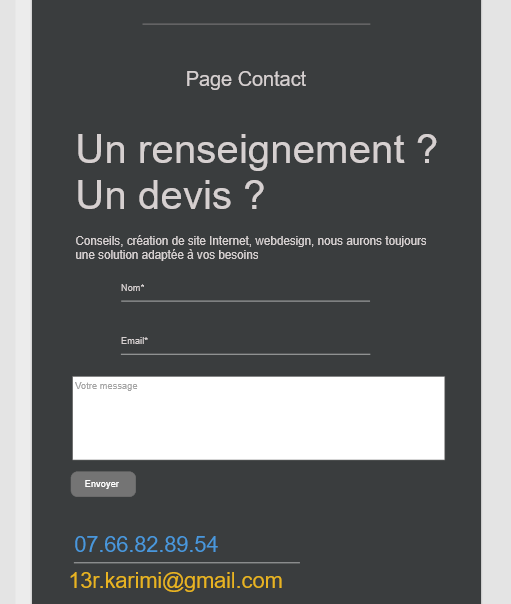 Page Contact
Un renseignement ?
Un devis ?
Conseils, création de site Internet, webdesign, nous aurons toujours
une solution adaptée à vos besoins
Nom*
Email*
Votre message
Envoyer
07.66.82.89.54
13r.karimi@gmail.com